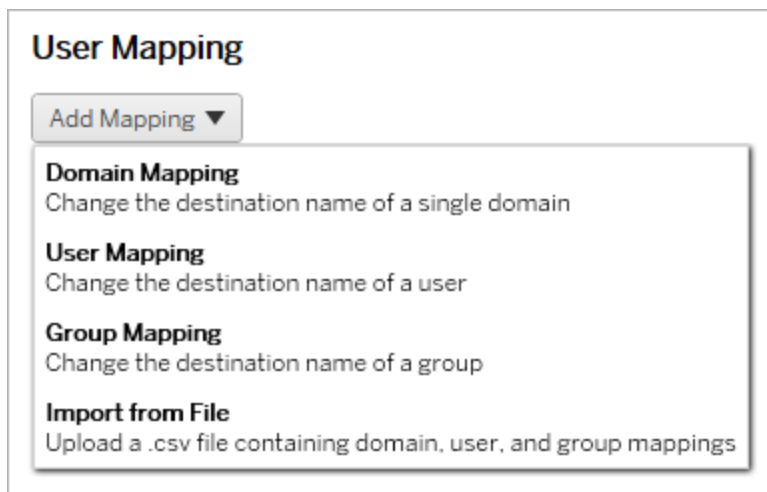 User Mapping
Add Mapping ▼
Domain Mapping
Change the destination name of a single domain
User Mapping
Change the destination name of a user
Group Mapping
Change the destination name of a group
Import from File
Upload a .csv file containing domain, user, and group mappings